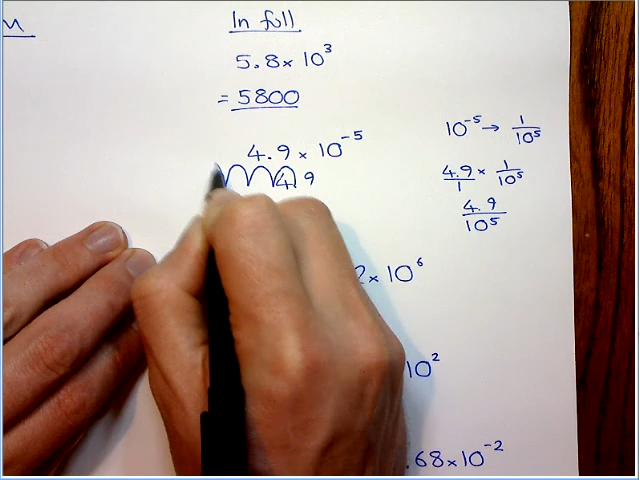 In full
5.8 × 10³
= 5800
4.9 × 10⁻⁵
4.9
10⁻⁵ → 1/10⁵
4.9/1 × 1/10⁵
4.9/10⁵
2 × 10⁶
10²
.68 × 10⁻²